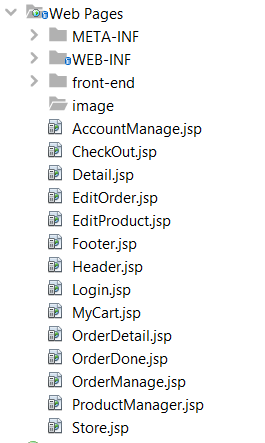 Web Pages
META-INF
WEB-INF
front-end
image
AccountManage.jsp
CheckOut.jsp
Detail.jsp
EditOrder.jsp
EditProduct.jsp
Footer.jsp
Header.jsp
Login.jsp
MyCart.jsp
OrderDetail.jsp
OrderDone.jsp
OrderManage.jsp
ProductManager.jsp
Store.jsp